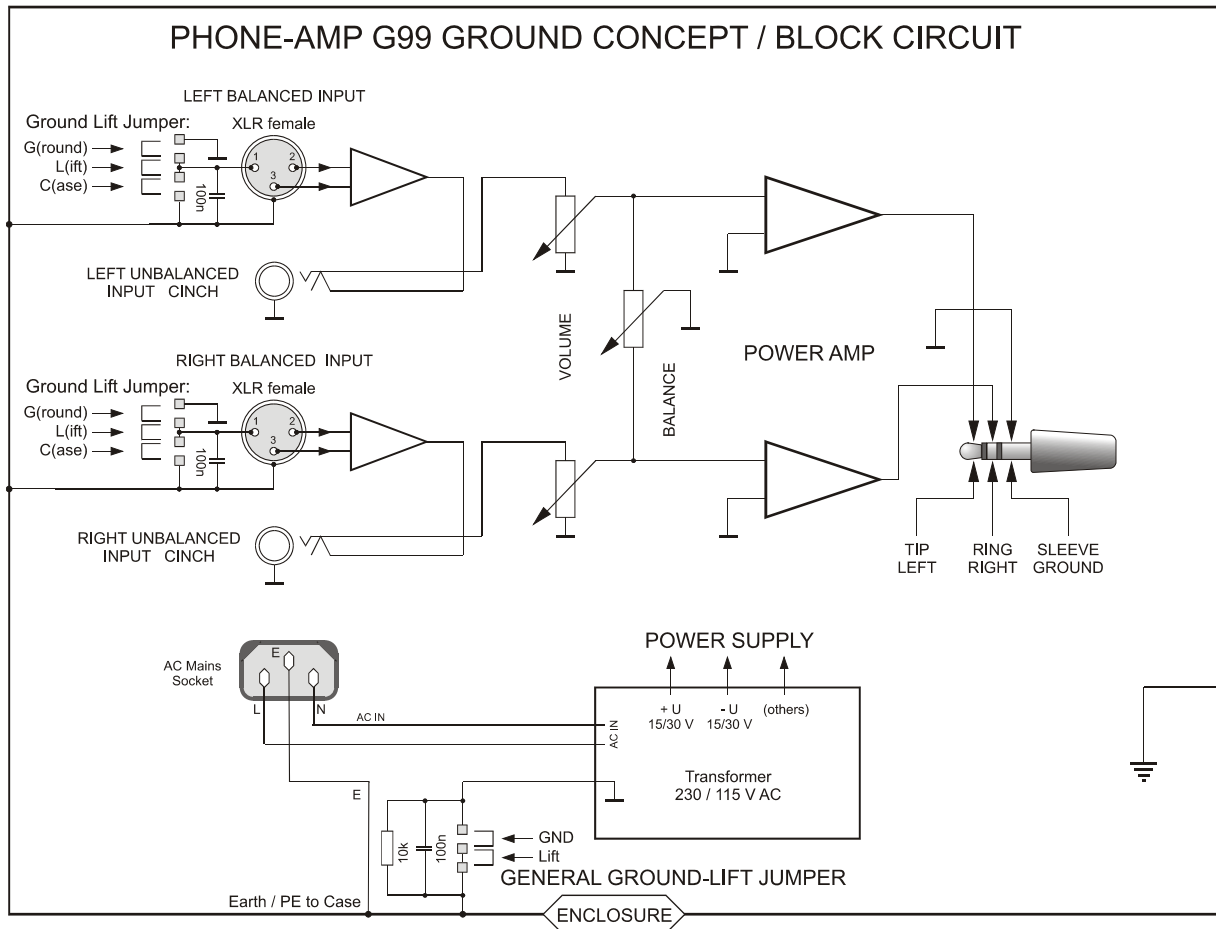 PHONE-AMP G99 GROUND CONCEPT / BLOCK CIRCUIT
LEFT BALANCED INPUT
Ground Lift Jumper:
XLR female
G(round)
L(ift)
C(ase)
1
2
3
100n
LEFT UNBALANCED
INPUT CINCH
VOLUME
BALANCE
POWER AMP
RIGHT BALANCED INPUT
Ground Lift Jumper:
XLR female
G(round)
L(ift)
C(ase)
1
2
3
100n
RIGHT UNBALANCED
INPUT CINCH
TIP
LEFT
RING
RIGHT
SLEEVE
GROUND
AC Mains
Socket
E
L
N
AC IN
POWER SUPPLY
+ U
15/30 V
- U
15/30 V
(others)
AC IN
Transformer
230 / 115 V AC
E
10k
100n
GND
Lift
GENERAL GROUND-LIFT JUMPER
Earth / PE to Case
ENCLOSURE